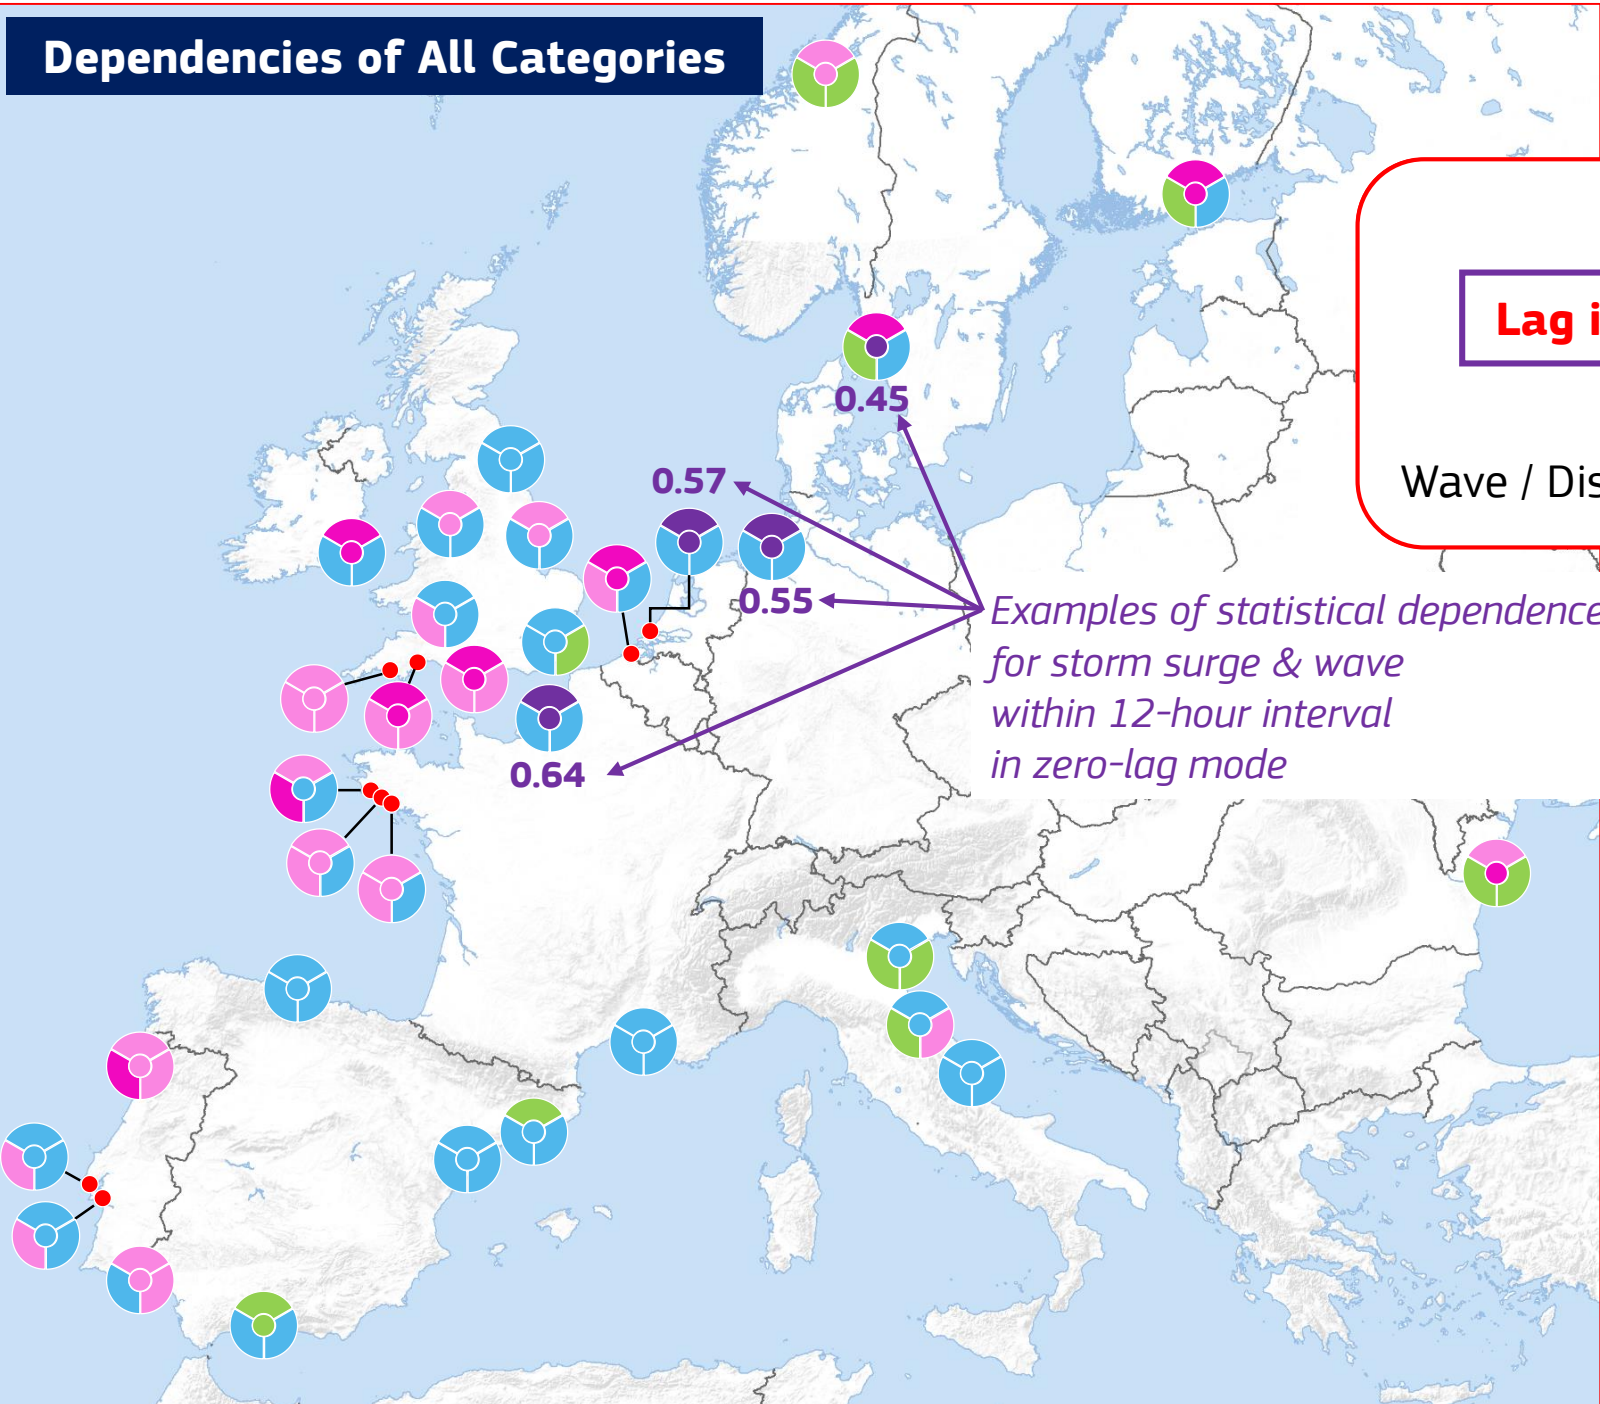 Dependencies of All Categories
Lag i
0.45
0.57
Wave / Dis
0.55
Examples of statistical dependence
for storm surge & wave
within 12-hour interval
in zero-lag mode
0.64